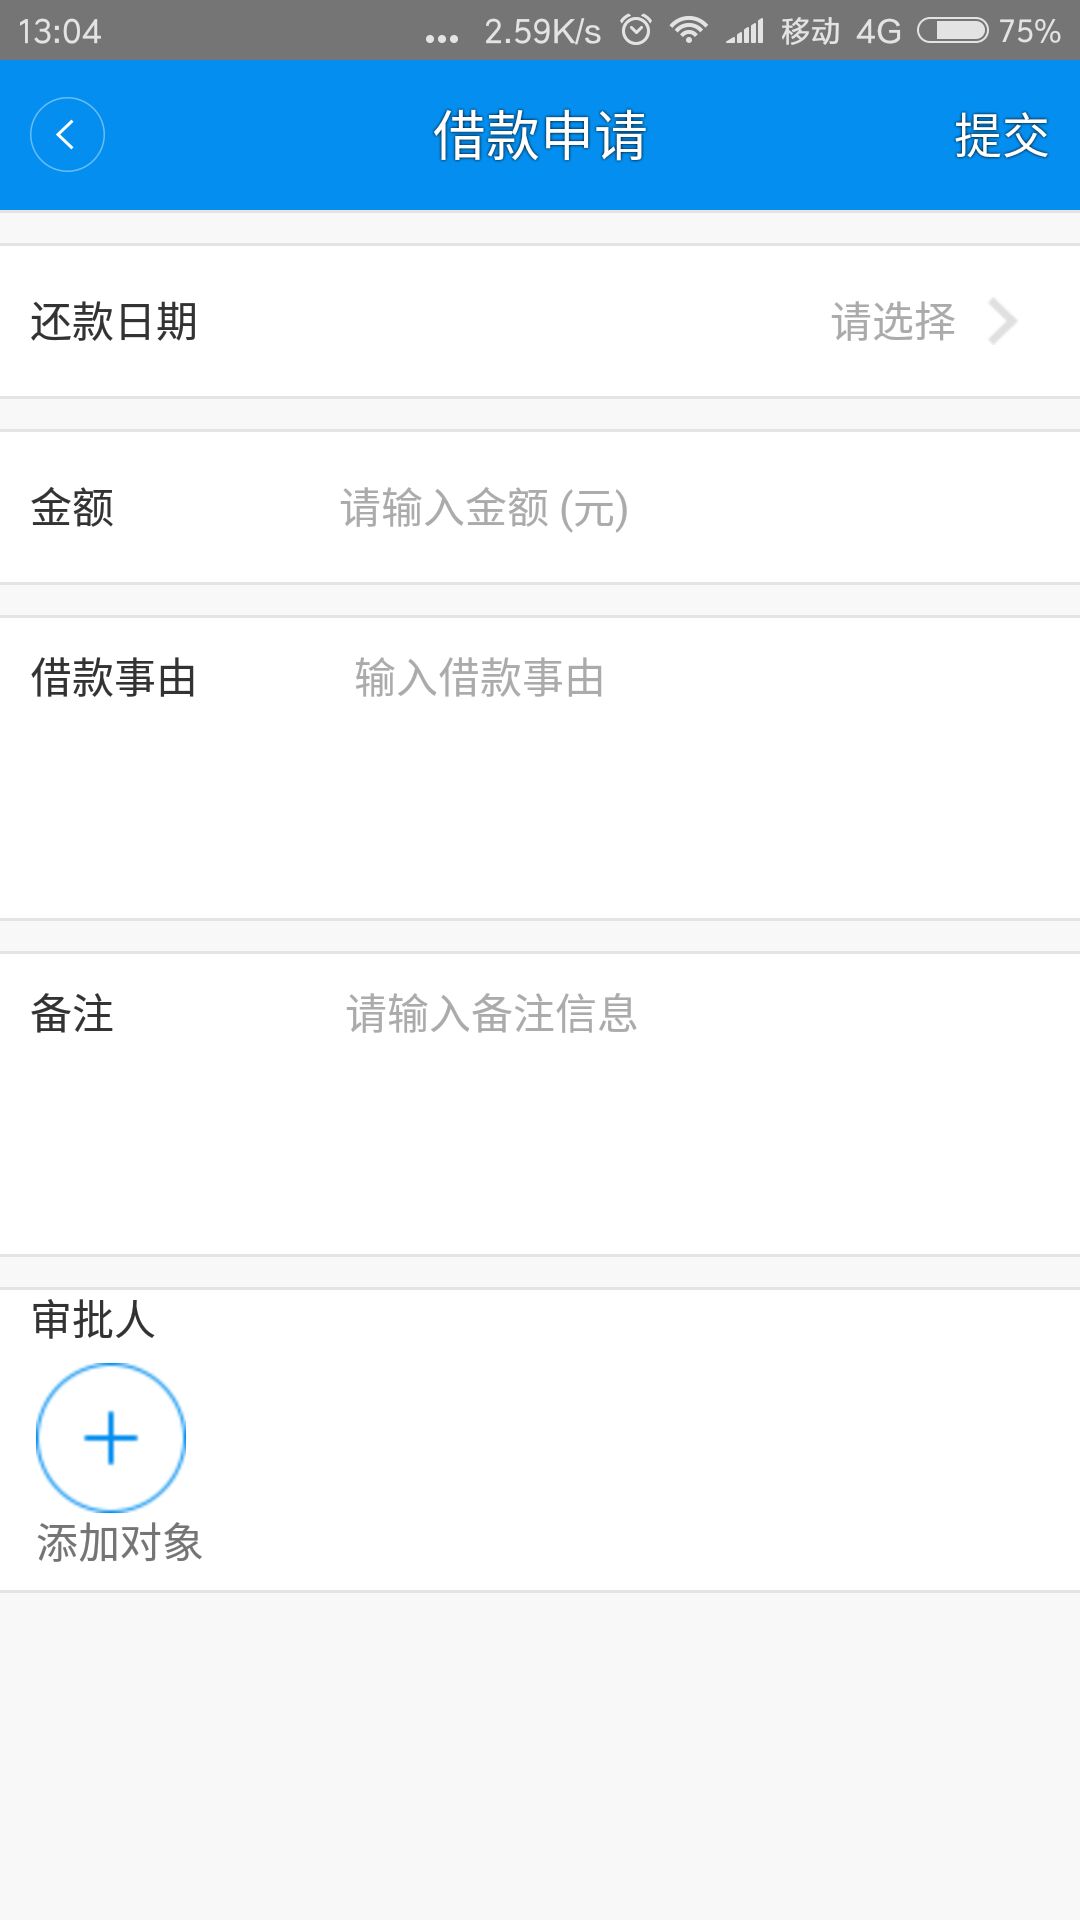 13:04 ... 2.59K/s 移动 4G 75%
借款申请 提交
还款日期 请选择
金额 请输入金额 (元)
借款事由 输入借款事由
备注 请输入备注信息
审批人
添加对象